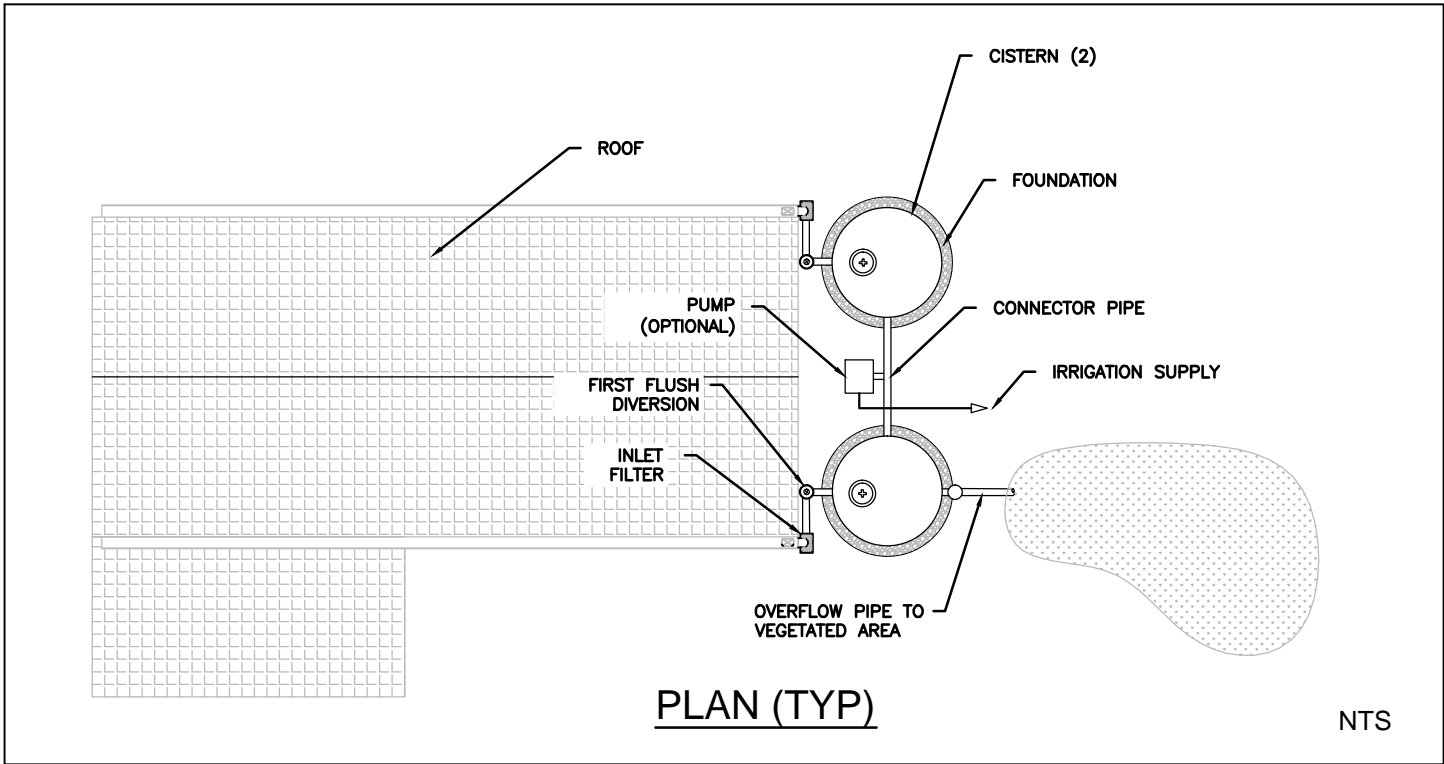 CISTERN (2)
ROOF
FOUNDATION
PUMP
(OPTIONAL)
CONNECTOR PIPE
IRRIGATION SUPPLY
FIRST FLUSH
DIVERSION
INLET
FILTER
OVERFLOW PIPE TO
VEGETATED AREA
PLAN (TYP)
NTS